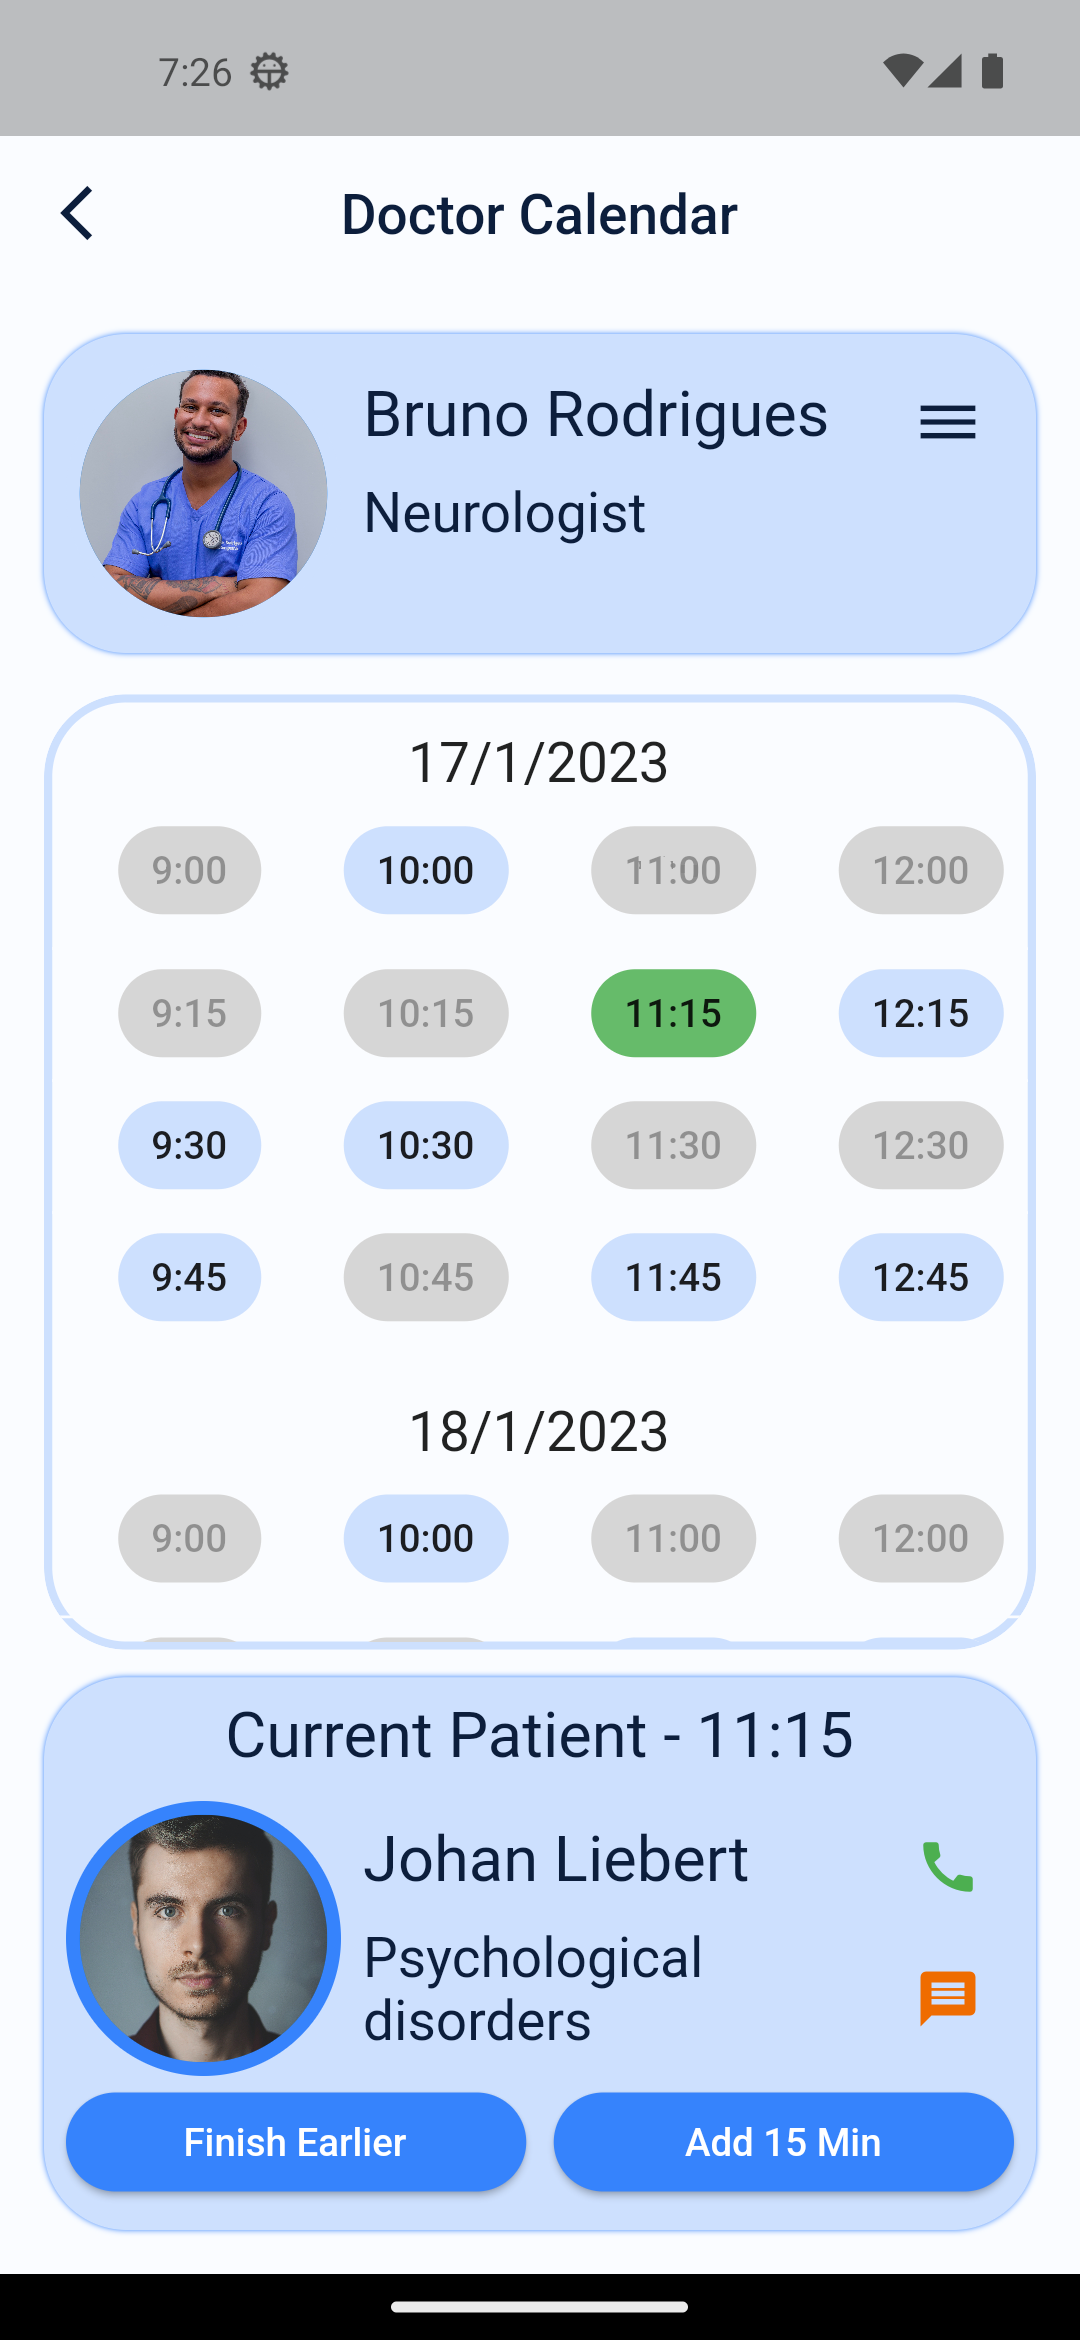 7:26
Doctor Calendar
Bruno Rodrigues
Neurologist
17/1/2023
9:00 10:00 11:00 12:00
9:15 10:15 11:15 12:15
9:30 10:30 11:30 12:30
9:45 10:45 11:45 12:45
18/1/2023
9:00 10:00 11:00 12:00
Current Patient - 11:15
Johan Liebert
Psychological
disorders
Finish Earlier Add 15 Min